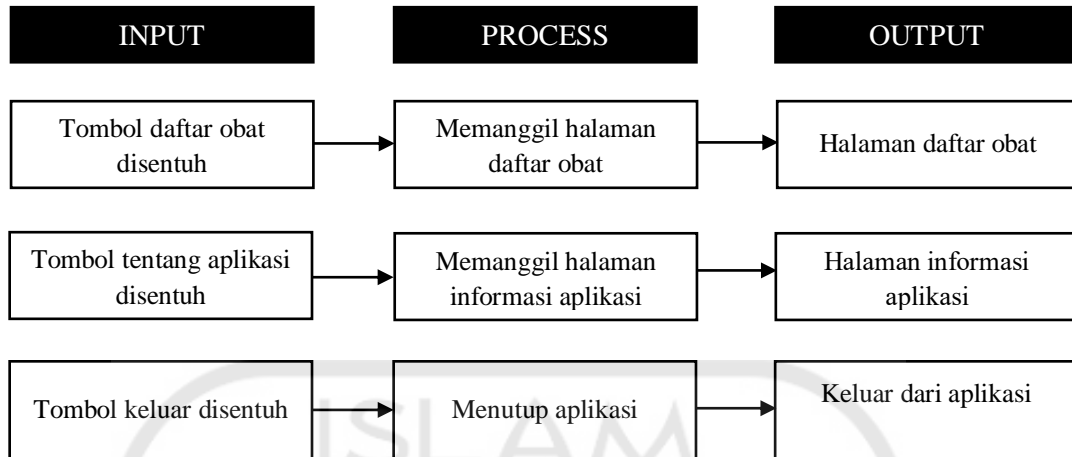 INPUT
PROCESS
OUTPUT
Tombol daftar obat
disentuh
Memanggil halaman
daftar obat
Halaman daftar obat
Tombol tentang aplikasi
disentuh
Memanggil halaman
informasi aplikasi
Halaman informasi
aplikasi
Tombol keluar disentuh
Menutup aplikasi
Keluar dari aplikasi
ISLAM